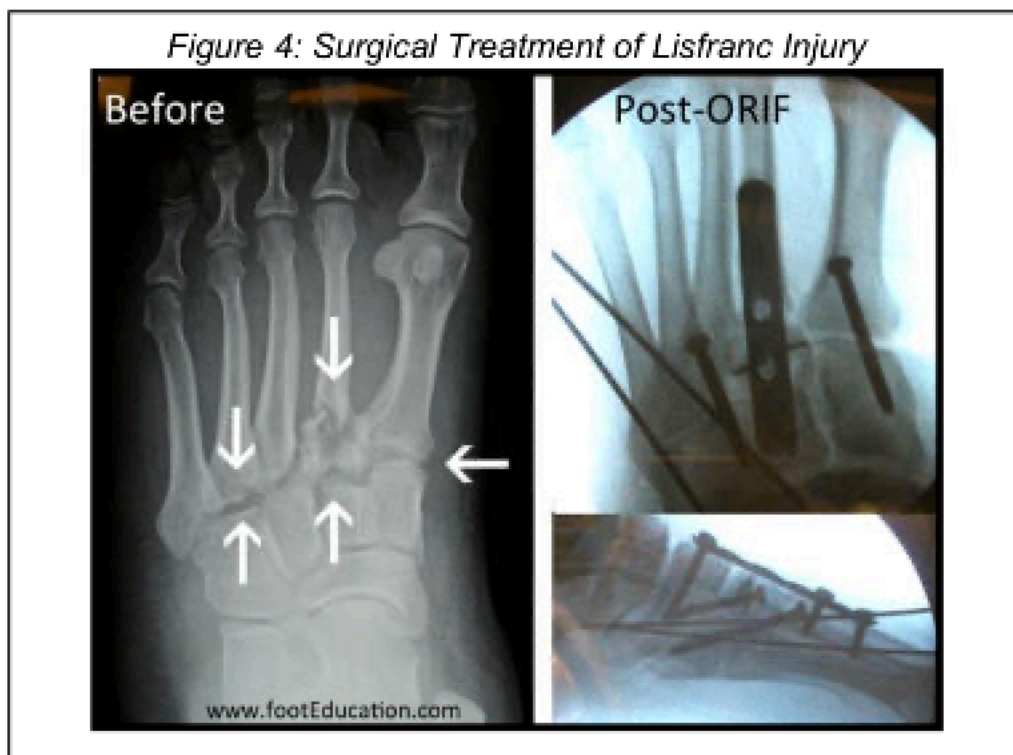 Figure 4: Surgical Treatment of Lisfranc Injury
Before
Post-ORIF
www.footEducation.com